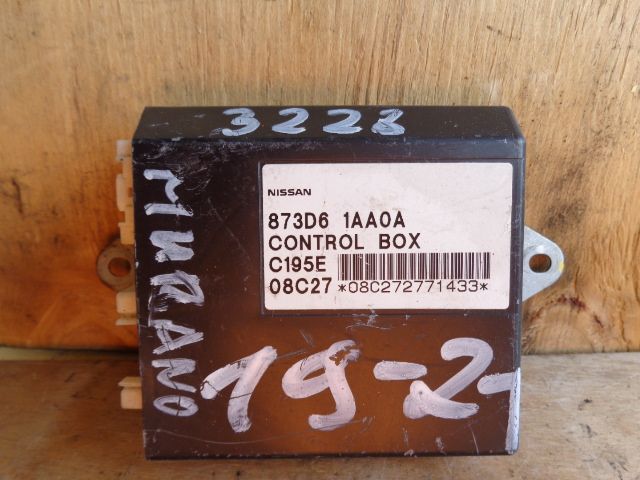 3228
NISSAN
873D6 1AA0A
CONTROL BOX
C195E
08C27 *08C272771433*
MURANO
19-2-